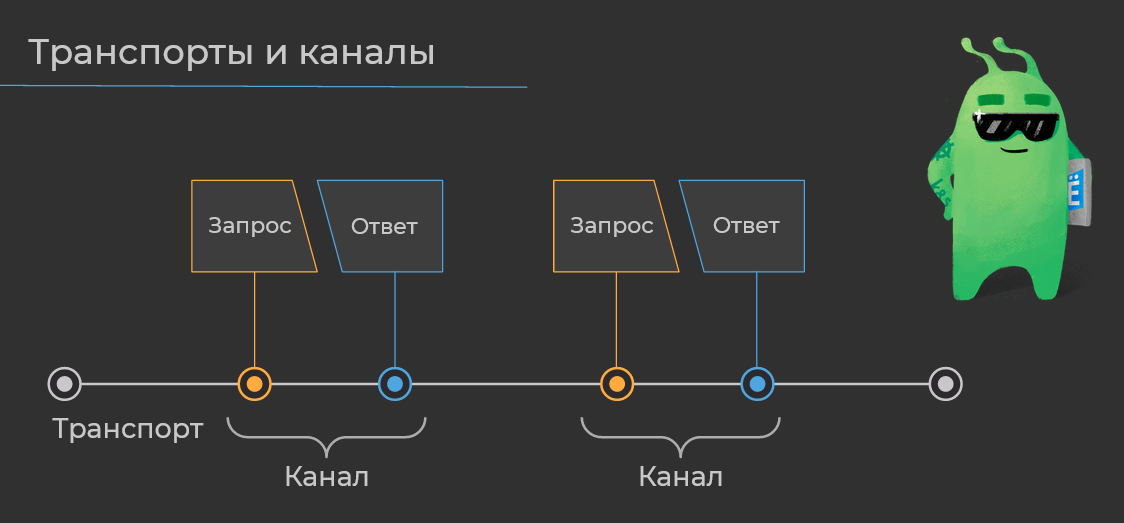 Транспорты и каналы
Запрос
Ответ
Запрос
Ответ
Транспорт
Канал
Канал